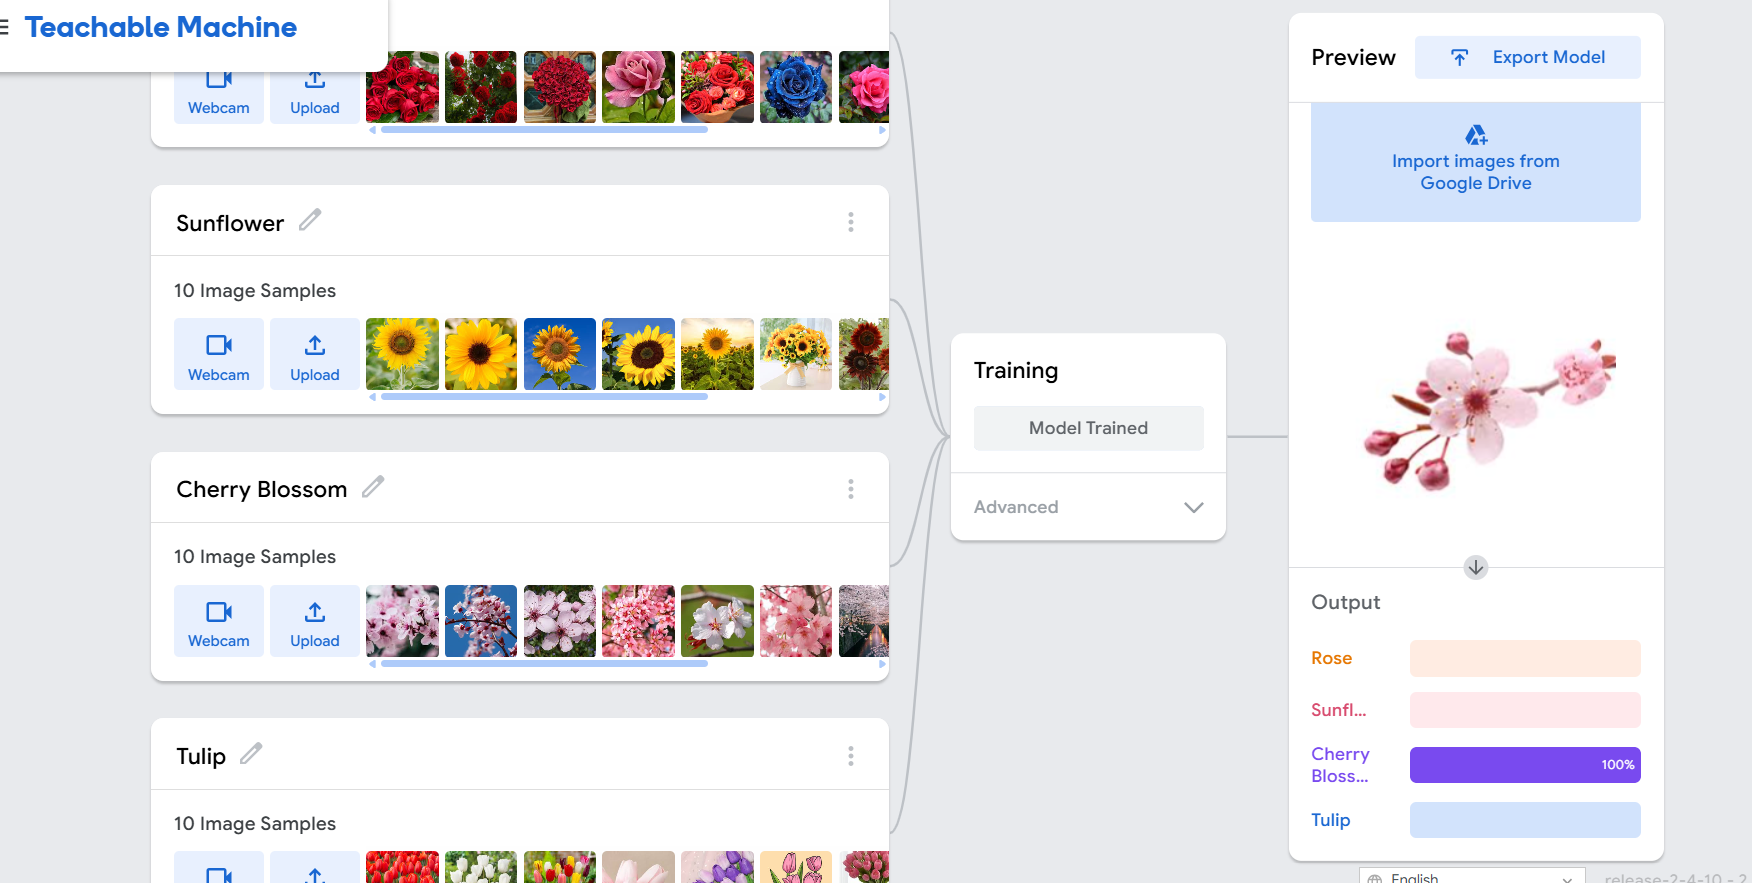 Teachable Machine
Webcam
Upload
Sunflower
10 Image Samples
Webcam
Upload
Cherry Blossom
10 Image Samples
Webcam
Upload
Tulip
10 Image Samples
Training
Model Trained
Advanced
Preview
Export Model
Import images from
Google Drive
Output
Rose
Sunfl...
Cherry
Bloss...
100%
Tulip
English
release-2-4-10 - 2